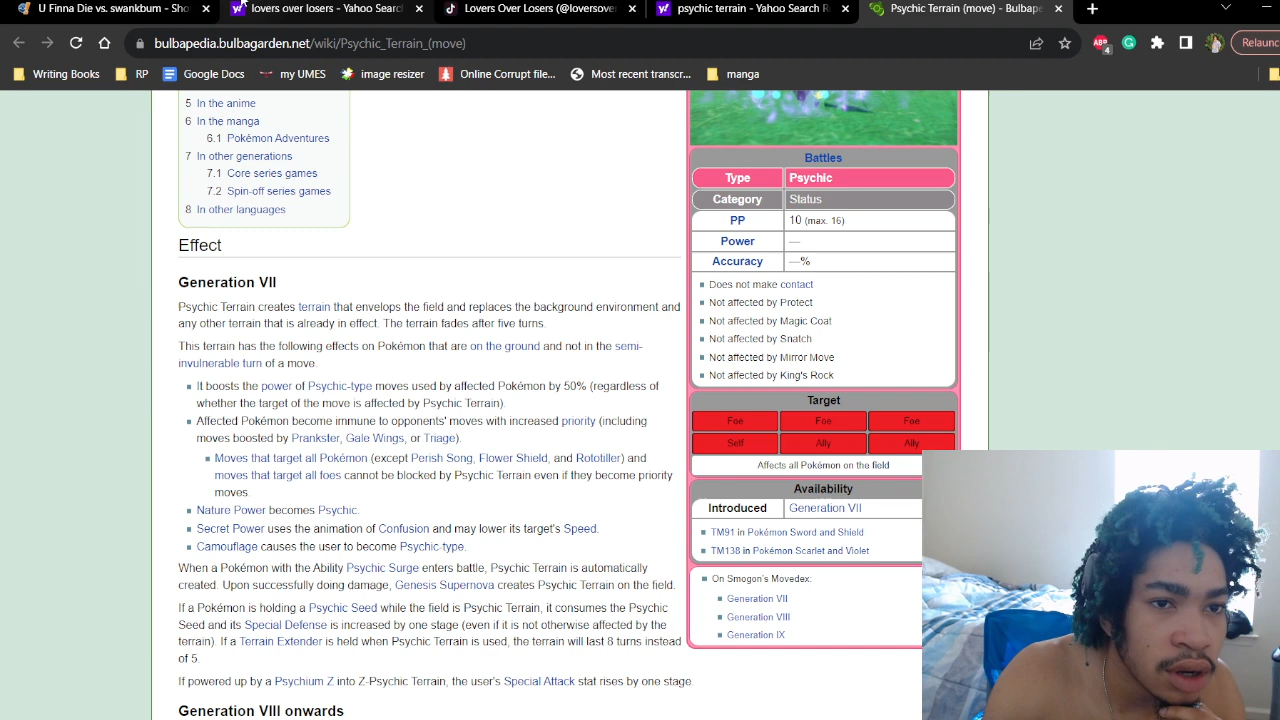 U Finna Die vs. swankburn - Sho
lovers over losers - Yahoo Searc
Lovers Over Losers (@loversov
psychic terrain - Yahoo Search R
Psychic Terrain (move) - Bulbap
bulbapedia.bulbagarden.net/wiki/Psychic_Terrain_(move)
4
Relaunc
Writing Books
RP
Google Docs
my UMES
image resizer
Online Corrupt file...
Most recent transcr...
manga
5 In the anime
6 In the manga
6.1 Pokémon Adventures
7 In other generations
7.1 Core series games
7.2 Spin-off series games
8 In other languages
Effect
Generation VII
Psychic Terrain creates terrain that envelops the field and replaces the background environment and
any other terrain that is already in effect. The terrain fades after five turns.
This terrain has the following effects on Pokémon that are on the ground and not in the semi-
invulnerable turn of a move.
It boosts the power of Psychic-type moves used by affected Pokémon by 50% (regardless of
whether the target of the move is affected by Psychic Terrain).
Affected Pokémon become immune to opponents' moves with increased priority (including
moves boosted by Prankster, Gale Wings, or Triage).
Moves that target all Pokémon (except Perish Song, Flower Shield, and Rototiller) and
moves that target all foes cannot be blocked by Psychic Terrain even if they become priority
moves.
Nature Power becomes Psychic.
Secret Power uses the animation of Confusion and may lower its target's Speed.
Camouflage causes the user to become Psychic-type.
When a Pokémon with the Ability Psychic Surge enters battle, Psychic Terrain is automatically
created. Upon successfully doing damage, Genesis Supernova creates Psychic Terrain on the field.
If a Pokémon is holding a Psychic Seed while the field is Psychic Terrain, it consumes the Psychic
Seed and its Special Defense is increased by one stage (even if it is not otherwise affected by the
terrain). If a Terrain Extender is held when Psychic Terrain is used, the terrain will last 8 turns instead
of 5.
If powered up by a Psychium Z into Z-Psychic Terrain, the user's Special Attack stat rises by one stage.
Generation VIII onwards
Battles
Type Psychic
Category Status
PP 10 (max. 16)
Power —
Accuracy —%
Does not make contact
Not affected by Protect
Not affected by Magic Coat
Not affected by Snatch
Not affected by Mirror Move
Not affected by King's Rock
Target
Foe Foe Foe
Self Ally Ally
Affects all Pokémon on the field
Availability
Introduced Generation VII
TM91 in Pokémon Sword and Shield
TM138 in Pokémon Scarlet and Violet
On Smogon's Movedex:
Generation VII
Generation VIII
Generation IX